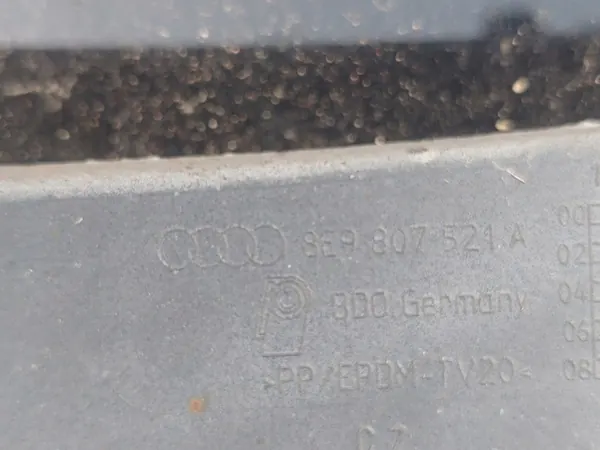 8E9 807 521 A
BDO Germany
>PP/EPDM-TV20<
00
02
04
06
08